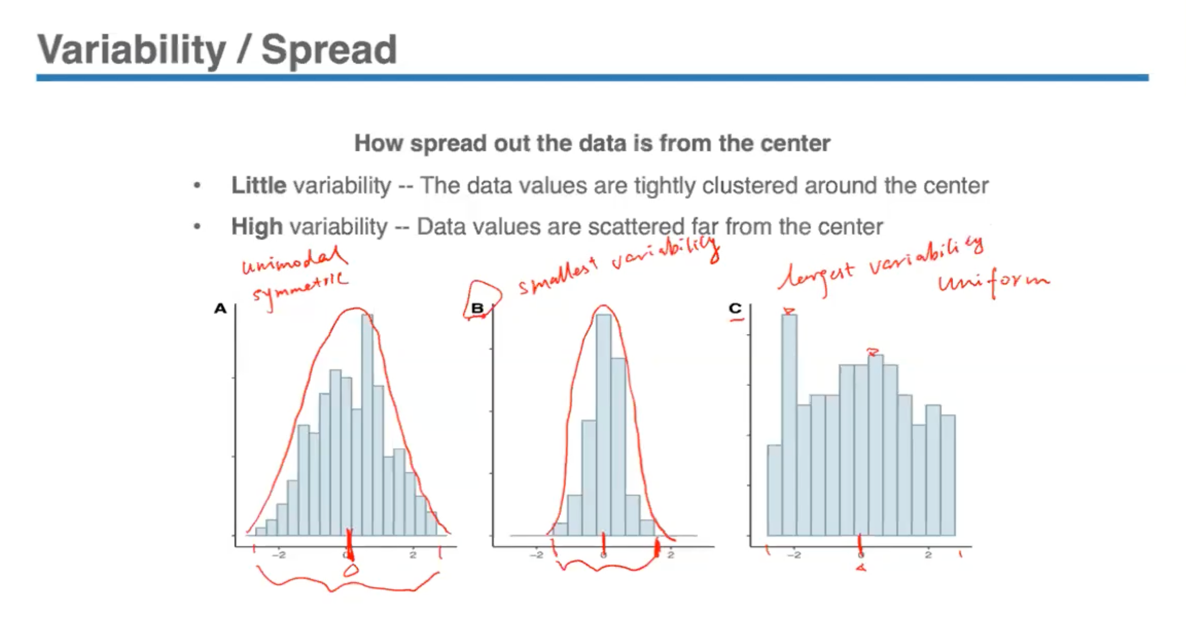 Variability / Spread
How spread out the data is from the center
• Little variability -- The data values are tightly clustered around the center
• High variability -- Data values are scattered far from the center
unimodal
symmetric
smallest variability
largest variability
uniform
A
B
C
-2 0 2
0
-2 0 2
-2 0 2